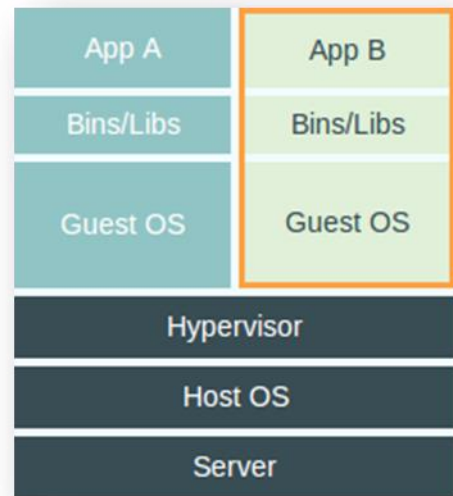 App A
App B
Bins/Libs
Bins/Libs
Guest OS
Guest OS
Hypervisor
Host OS
Server